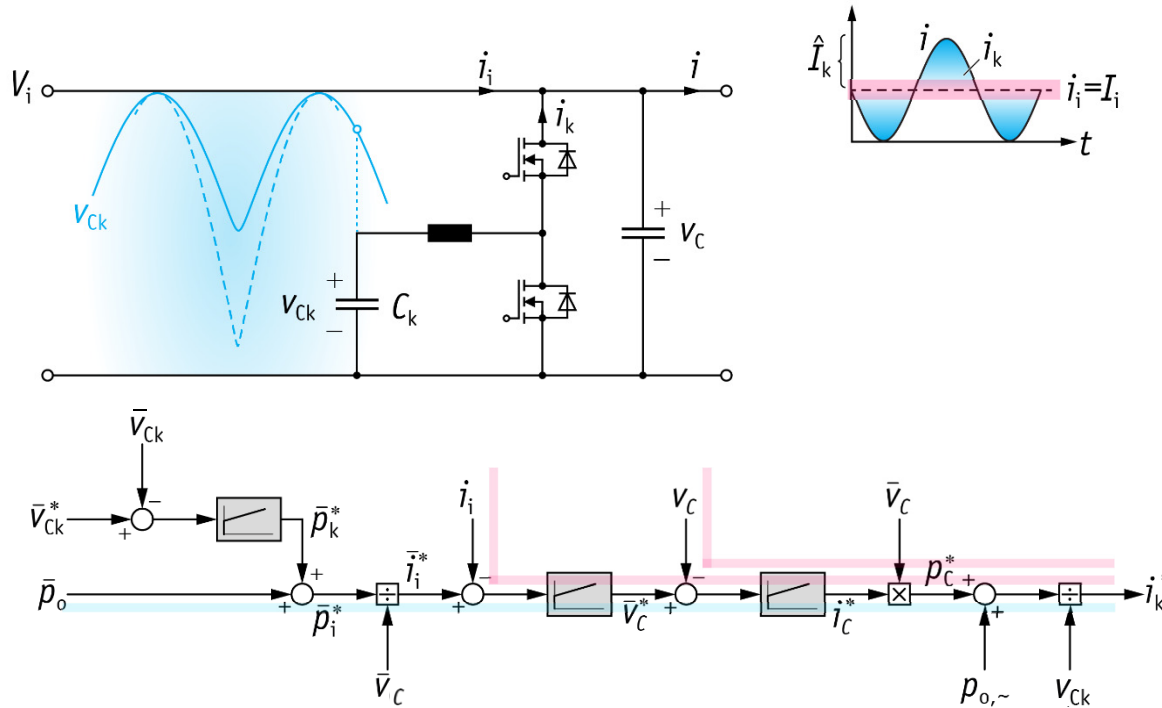 V_i
i_i
i
i_k
v_Ck
+
v_Ck
−
C_k
+
v_C
−
Î_k {
i
i_k
i_i=I_i
t
v̄_Ck
−
v̄*_Ck
+
p̄*_k
i_i
v_C
v̄_C
p̄_o
+
+
p̄*_i
÷
ī*_i
+
−
v̄*_C
+
−
i*_C
×
p*_C
+
+
÷
i_k
v̄_C
p_o,~
v_Ck